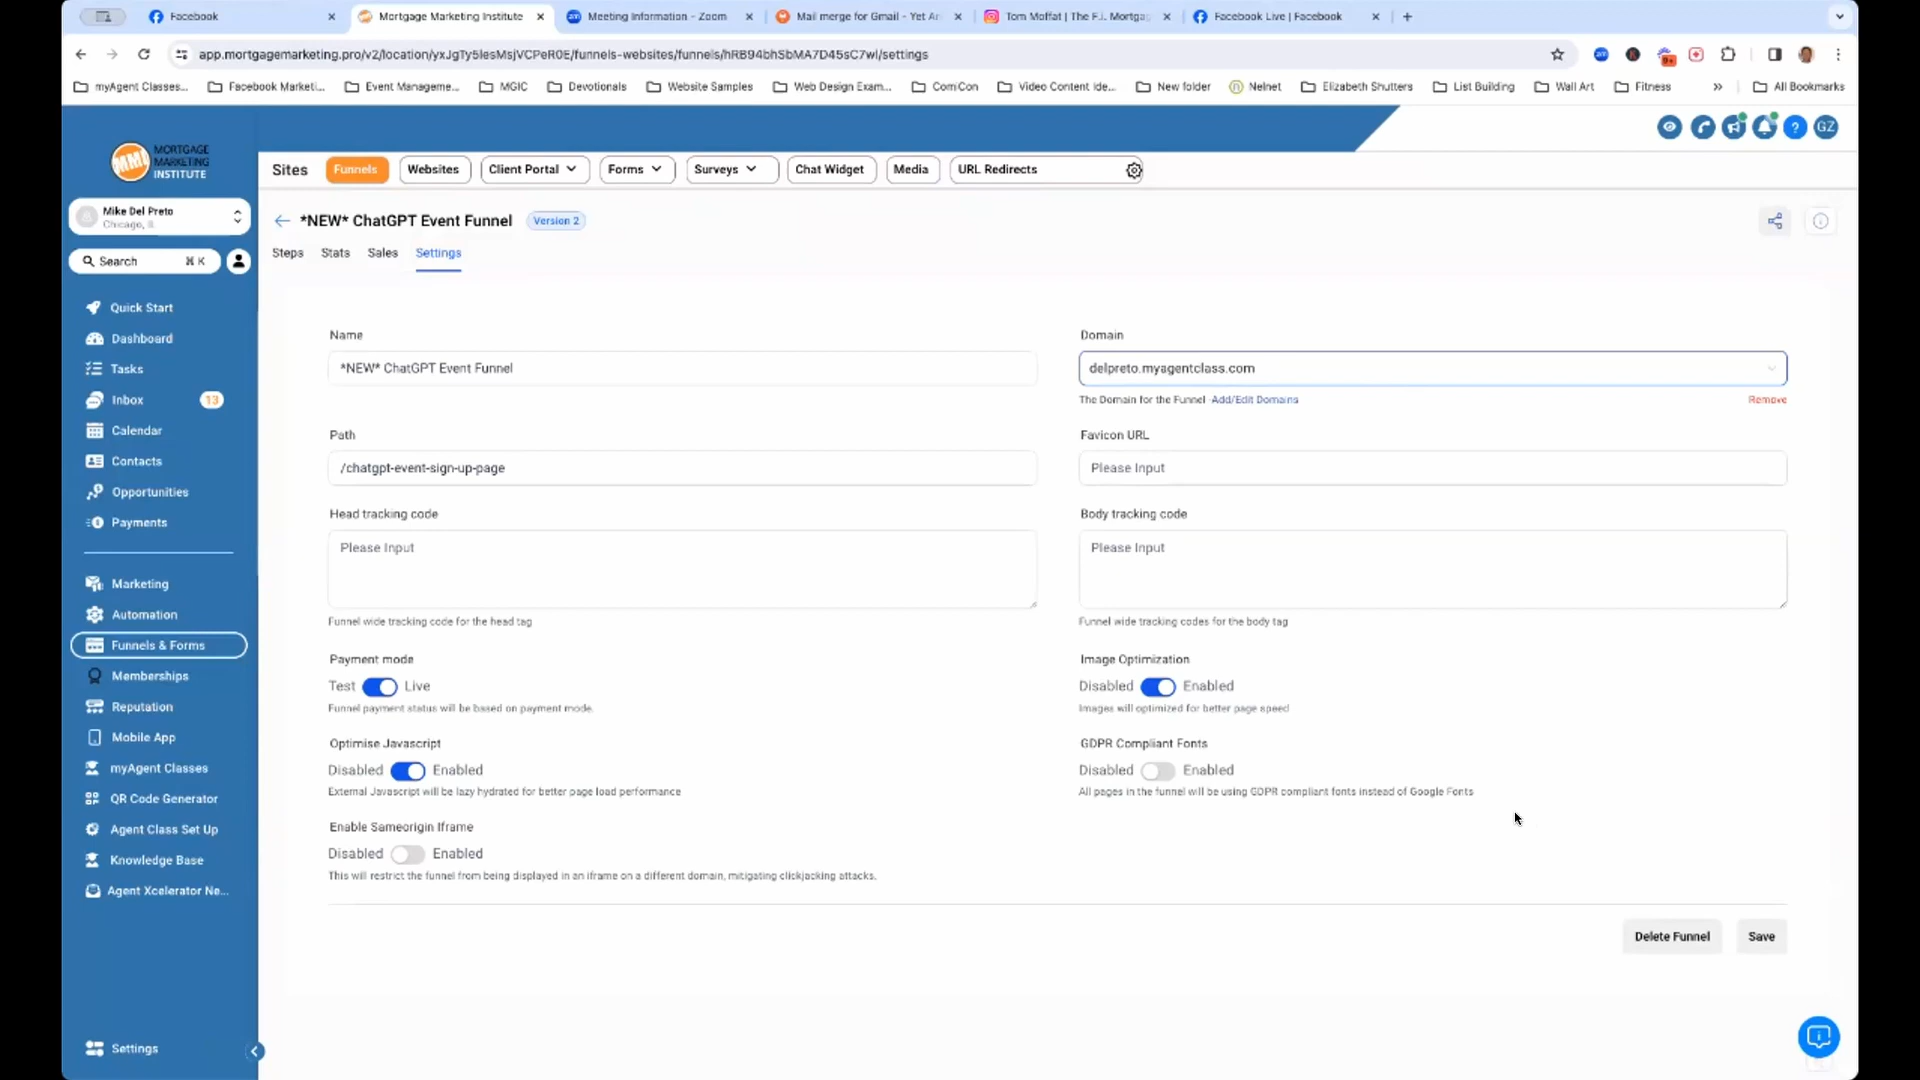 Facebook
Mortgage Marketing Institute
Meeting Information - Zoom
Mail merge for Gmail - Yet An
Tom Moffat | The F.I. Mortga
Facebook Live | Facebook
app.mortgagemarketing.pro/v2/location/yxJgTy5lesMsjVCPeR0E/funnels-websites/funnels/hRB94bhSbMA7D45sC7wl/settings
myAgent Classes...
Facebook Marketi...
Event Manageme...
MGIC
Devotionals
Website Samples
Web Design Exam...
ComiCon
Video Content Ide...
New folder
Nelnet
Elizabeth Shutters
List Building
Wall Art
Fitness
»
All Bookmarks
MMI
MORTGAGE
MARKETING
INSTITUTE
GZ
Sites
Funnels
Websites
Client Portal
Forms
Surveys
Chat Widget
Media
URL Redirects
Mike Del Preto
Chicago, IL
Search
⌘ K
*NEW* ChatGPT Event Funnel
Version 2
Steps
Stats
Sales
Settings
Quick Start
Dashboard
Tasks
Inbox
13
Calendar
Contacts
Opportunities
Payments
Marketing
Automation
Funnels & Forms
Memberships
Reputation
Mobile App
myAgent Classes
QR Code Generator
Agent Class Set Up
Knowledge Base
Agent Xcelerator Ne...
Settings
Name
*NEW* ChatGPT Event Funnel
Domain
delpreto.myagentclass.com
The Domain for the Funnel Add/Edit Domains
Remove
Path
/chatgpt-event-sign-up-page
Favicon URL
Please Input
Head tracking code
Please Input
Funnel wide tracking code for the head tag
Body tracking code
Please Input
Funnel wide tracking codes for the body tag
Payment mode
Test Live
Funnel payment status will be based on payment mode.
Image Optimization
Disabled Enabled
Images will optimized for better page speed
Optimise Javascript
Disabled Enabled
External Javascript will be lazy hydrated for better page load performance
GDPR Compliant Fonts
Disabled Enabled
All pages in the funnel will be using GDPR compliant fonts instead of Google Fonts
Enable Sameorigin Iframe
Disabled Enabled
This will restrict the funnel from being displayed in an iframe on a different domain, mitigating clickjacking attacks.
Delete Funnel
Save